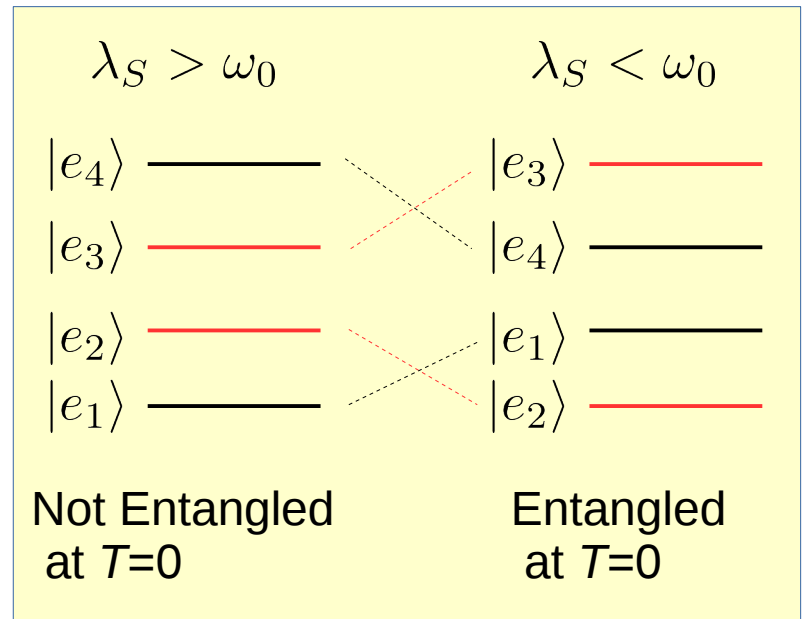 λ_S > ω_0 λ_S < ω_0
|e_4⟩ |e_3⟩
|e_3⟩ |e_4⟩
|e_2⟩ |e_1⟩
|e_1⟩ |e_2⟩
Not Entangled Entangled
at T=0 at T=0